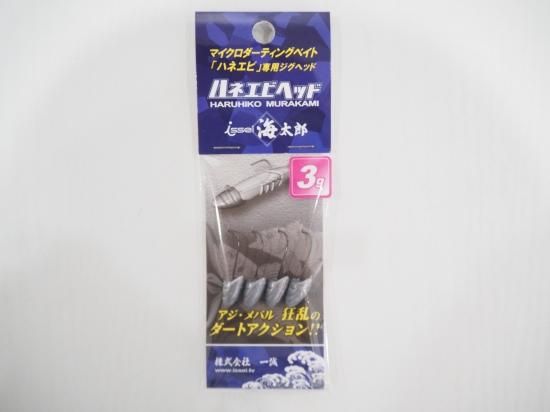 マイクロダーティングベイト
「ハネエビ」専用ジグヘッド
ハネエビヘッド
HARUHIKO MURAKAMI
issei 海太郎
3g
アジ・メバル 狂乱の
ダートアクション!!
株式会社 一誠
www.issei.tv